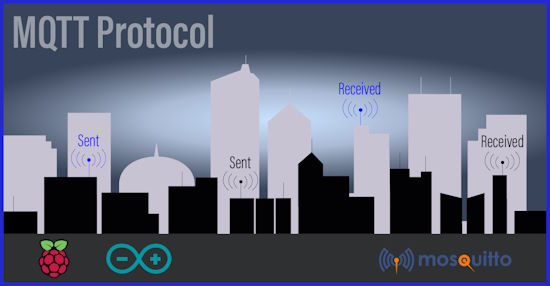 MQTT Protocol
Received
Sent
Received
Sent
mosquitto